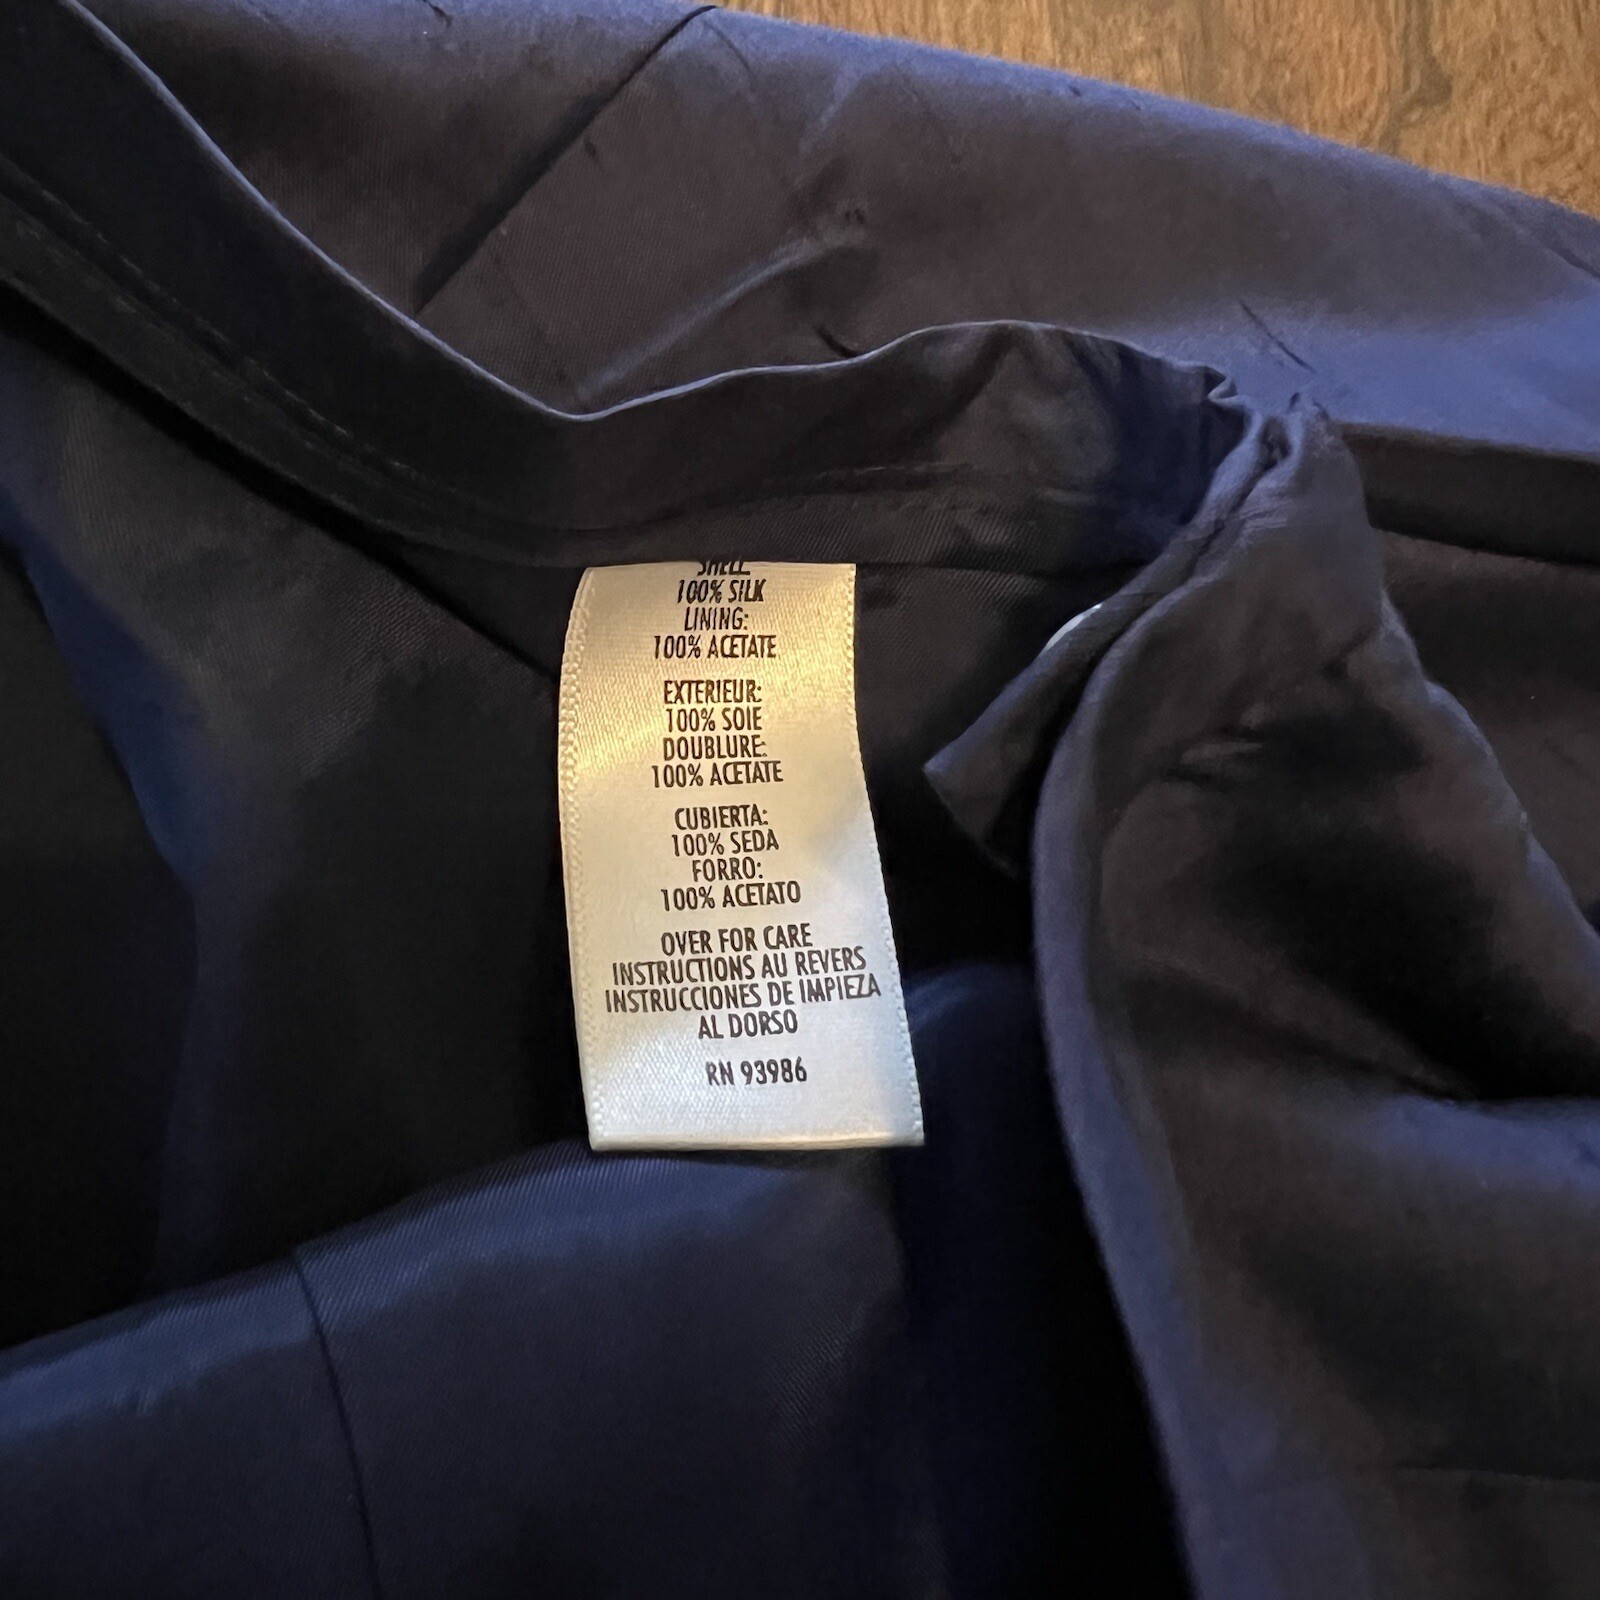 SHELL
100% SILK
LINING:
100% ACETATE
EXTERIEUR:
100% SOIE
DOUBLURE:
100% ACETATE
CUBIERTA:
100% SEDA
FORRO:
100% ACETATO
OVER FOR CARE
INSTRUCTIONS AU REVERS
INSTRUCCIONES DE IMPIEZA
AL DORSO
RN 93986